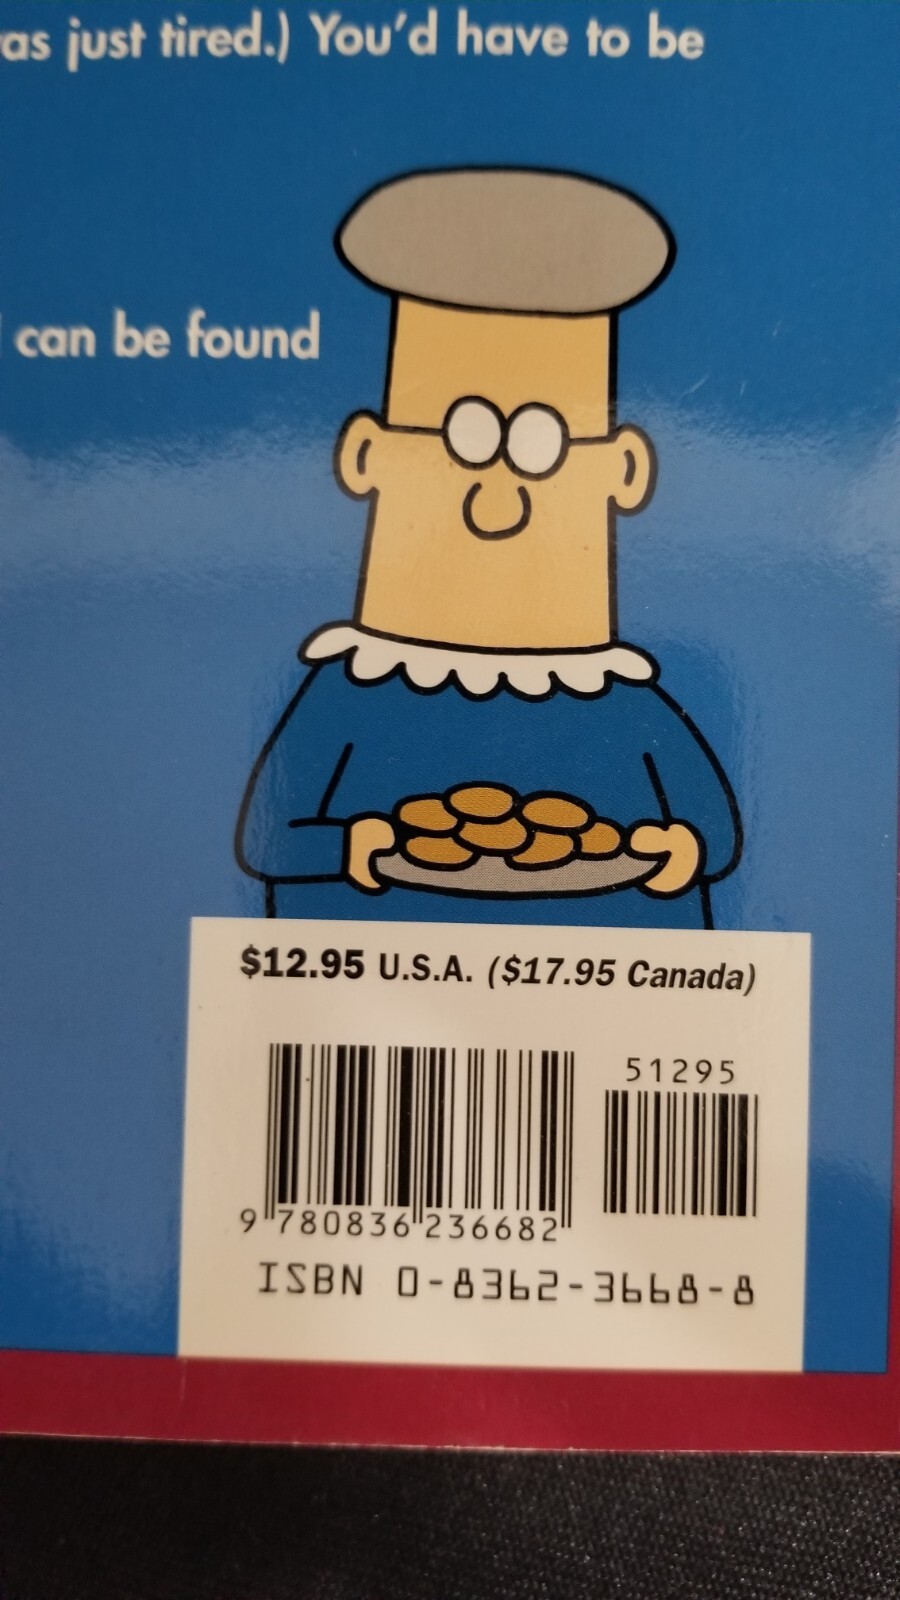 as just tired.) You'd have to be
can be found
$12.95 U.S.A. ($17.95 Canada)
51295
9 780836 236682
ISBN 0-8362-3668-8